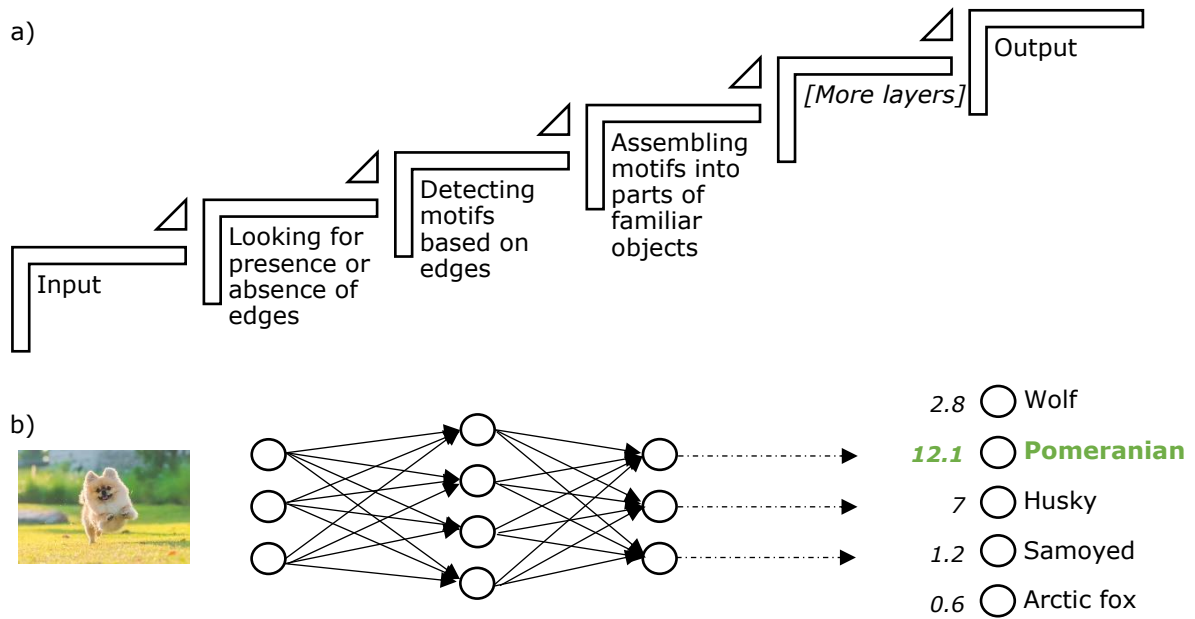 a)
Input
Looking for
presence or
absence of
edges
Detecting
motifs
based on
edges
Assembling
motifs into
parts of
familiar
objects
[More layers]
Output
b)
2.8 Wolf
12.1 Pomeranian
7 Husky
1.2 Samoyed
0.6 Arctic fox